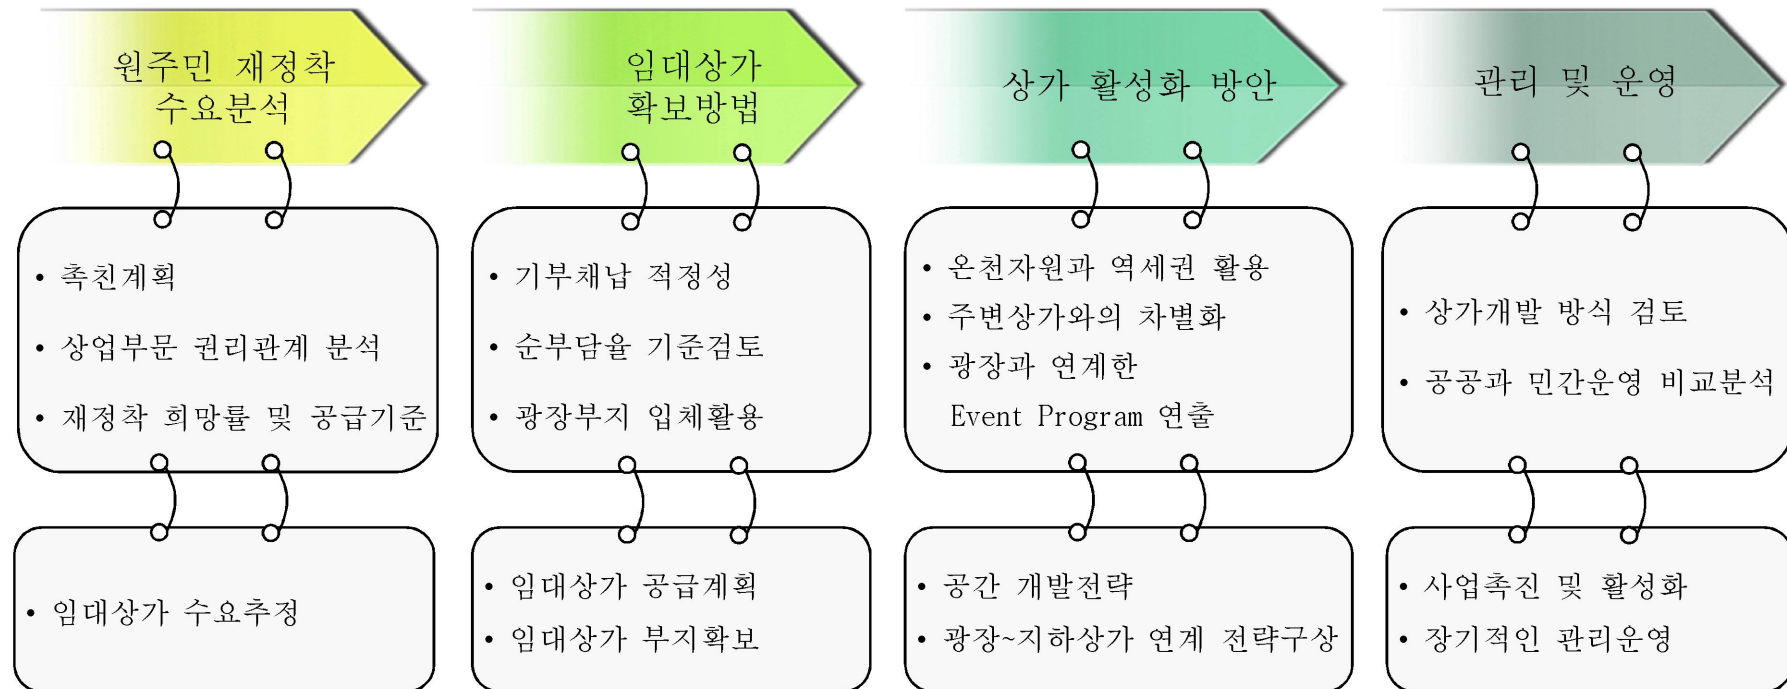 원주민 재정착
수요분석
• 촉친계획
• 상업부문 권리관계 분석
• 재정착 희망률 및 공급기준
• 임대상가 수요추정
임대상가
확보방법
• 기부채납 적정성
• 순부담율 기준검토
• 광장부지 입체활용
• 임대상가 공급계획
• 임대상가 부지확보
상가 활성화 방안
• 온천자원과 역세권 활용
• 주변상가와의 차별화
• 광장과 연계한
Event Program 연출
• 공간 개발전략
• 광장~지하상가 연계 전략구상
관리 및 운영
• 상가개발 방식 검토
• 공공과 민간운영 비교분석
• 사업촉진 및 활성화
• 장기적인 관리운영